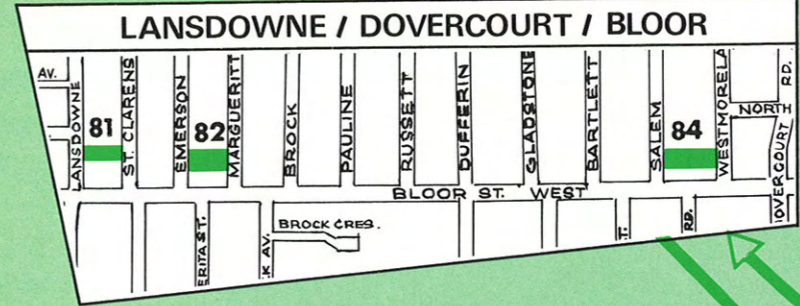 LANSDOWNE / DOVERCOURT / BLOOR
AV.
LANSDOWNE
81
ST. CLARENS
EMERSON
82
MARGUERITT
BROCK
PAULINE
RUSSETT
DUFFERIN
GLADSTONE
BARTLETT
SALEM
84
WESTMORELA
RD.
NORTH
OVERCOURT
BLOOR ST. WEST
ERITA ST.
K AV.
BROCK CRES.
T.
RD.